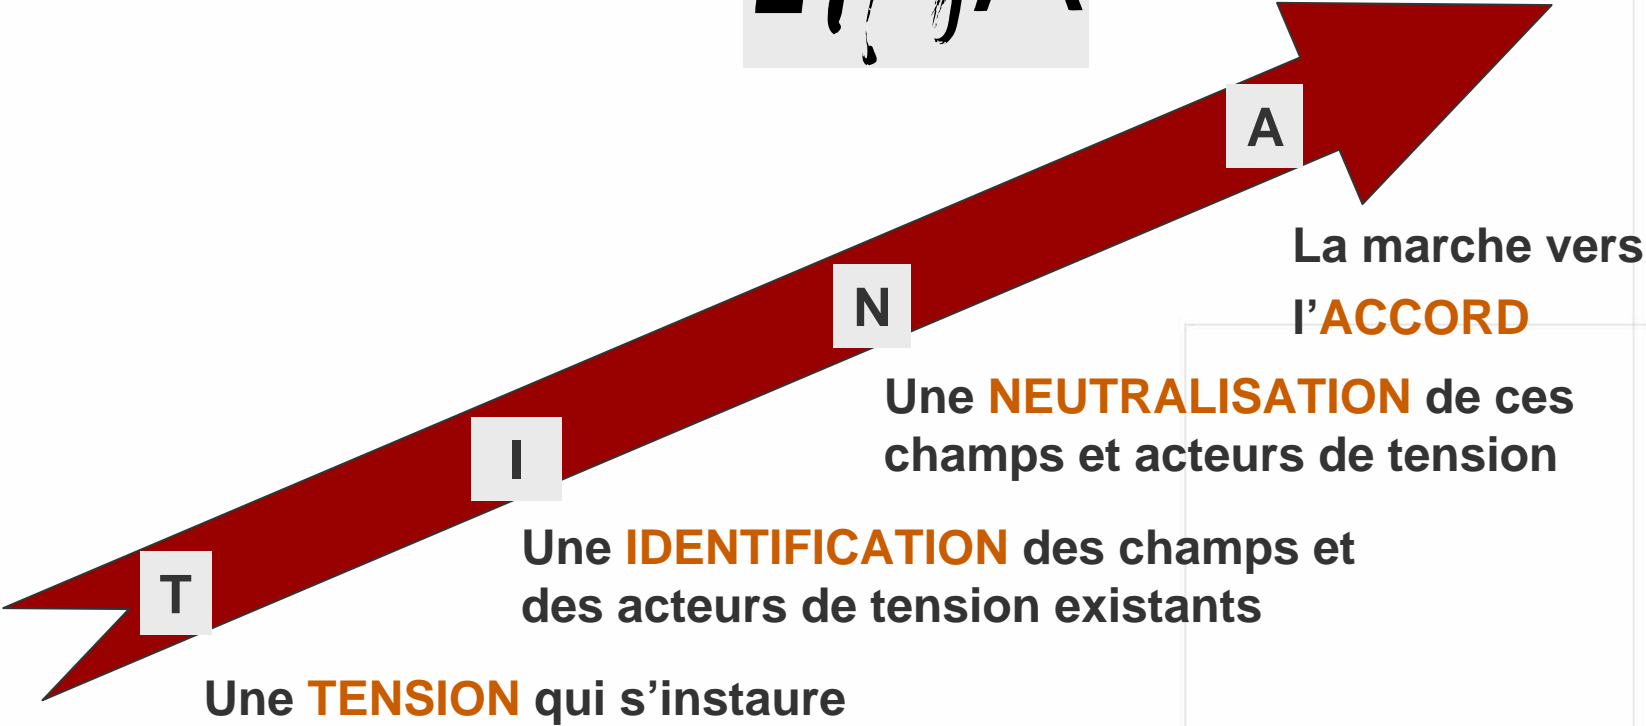 A
La marche vers
l’ACCORD
N
Une NEUTRALISATION de ces
champs et acteurs de tension
I
Une IDENTIFICATION des champs et
des acteurs de tension existants
T
Une TENSION qui s’instaure